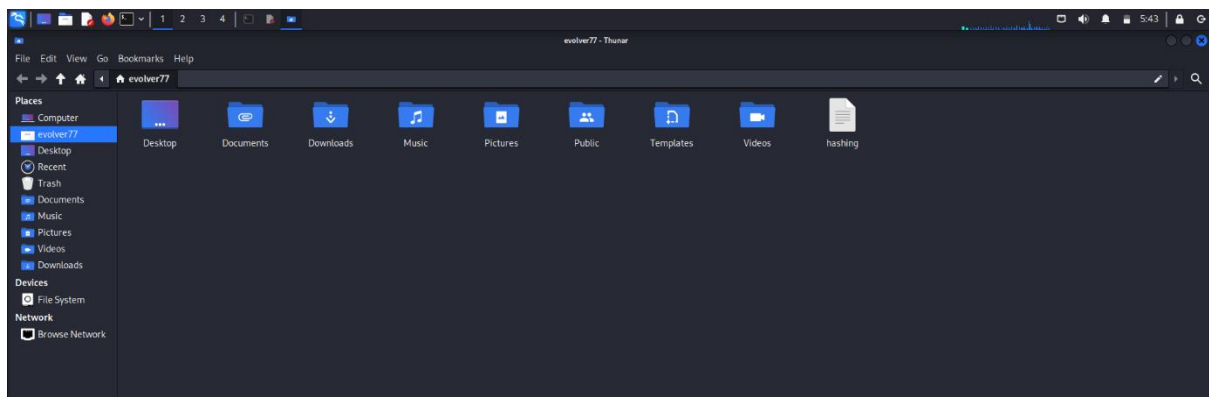 1 2 3 4 5:43
evolver77 - Thunar
File Edit View Go Bookmarks Help
evolver77
Places
Computer
evolver77
Desktop
Recent
Trash
Documents
Music
Pictures
Videos
Downloads
Devices
File System
Network
Browse Network
Desktop Documents Downloads Music Pictures Public Templates Videos hashing